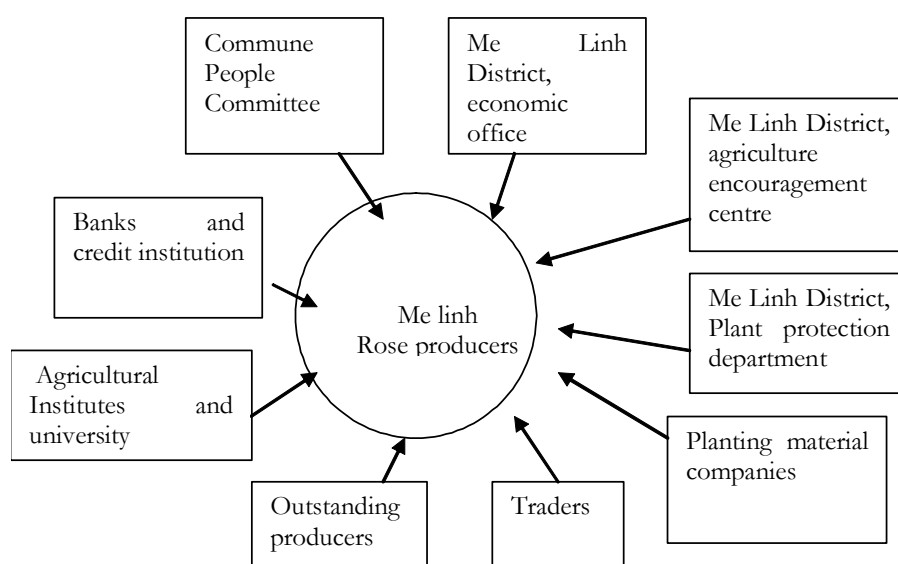 Commune
People
Committee
Me Linh
District,
economic
office
Me Linh District,
agriculture
encouragement
centre
Banks and
credit institution
Me linh
Rose producers
Me Linh District,
Plant protection
department
Agricultural
Institutes and
university
Planting material
companies
Outstanding
producers
Traders